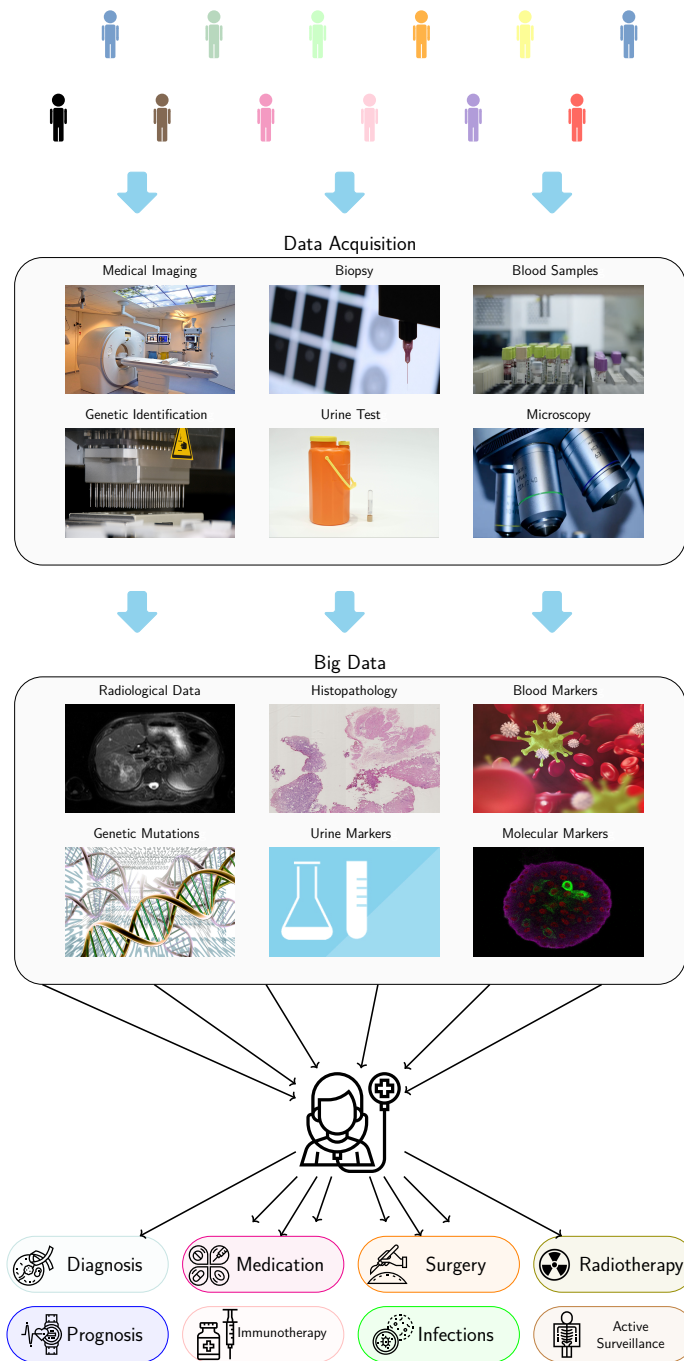 Data Acquisition
Medical Imaging
Biopsy
Blood Samples
Genetic Identification
Urine Test
Microscopy
Big Data
Radiological Data
Histopathology
Blood Markers
Genetic Mutations
Urine Markers
Molecular Markers
Diagnosis
Medication
Surgery
Radiotherapy
Prognosis
Immunotherapy
Infections
Active
Surveillance